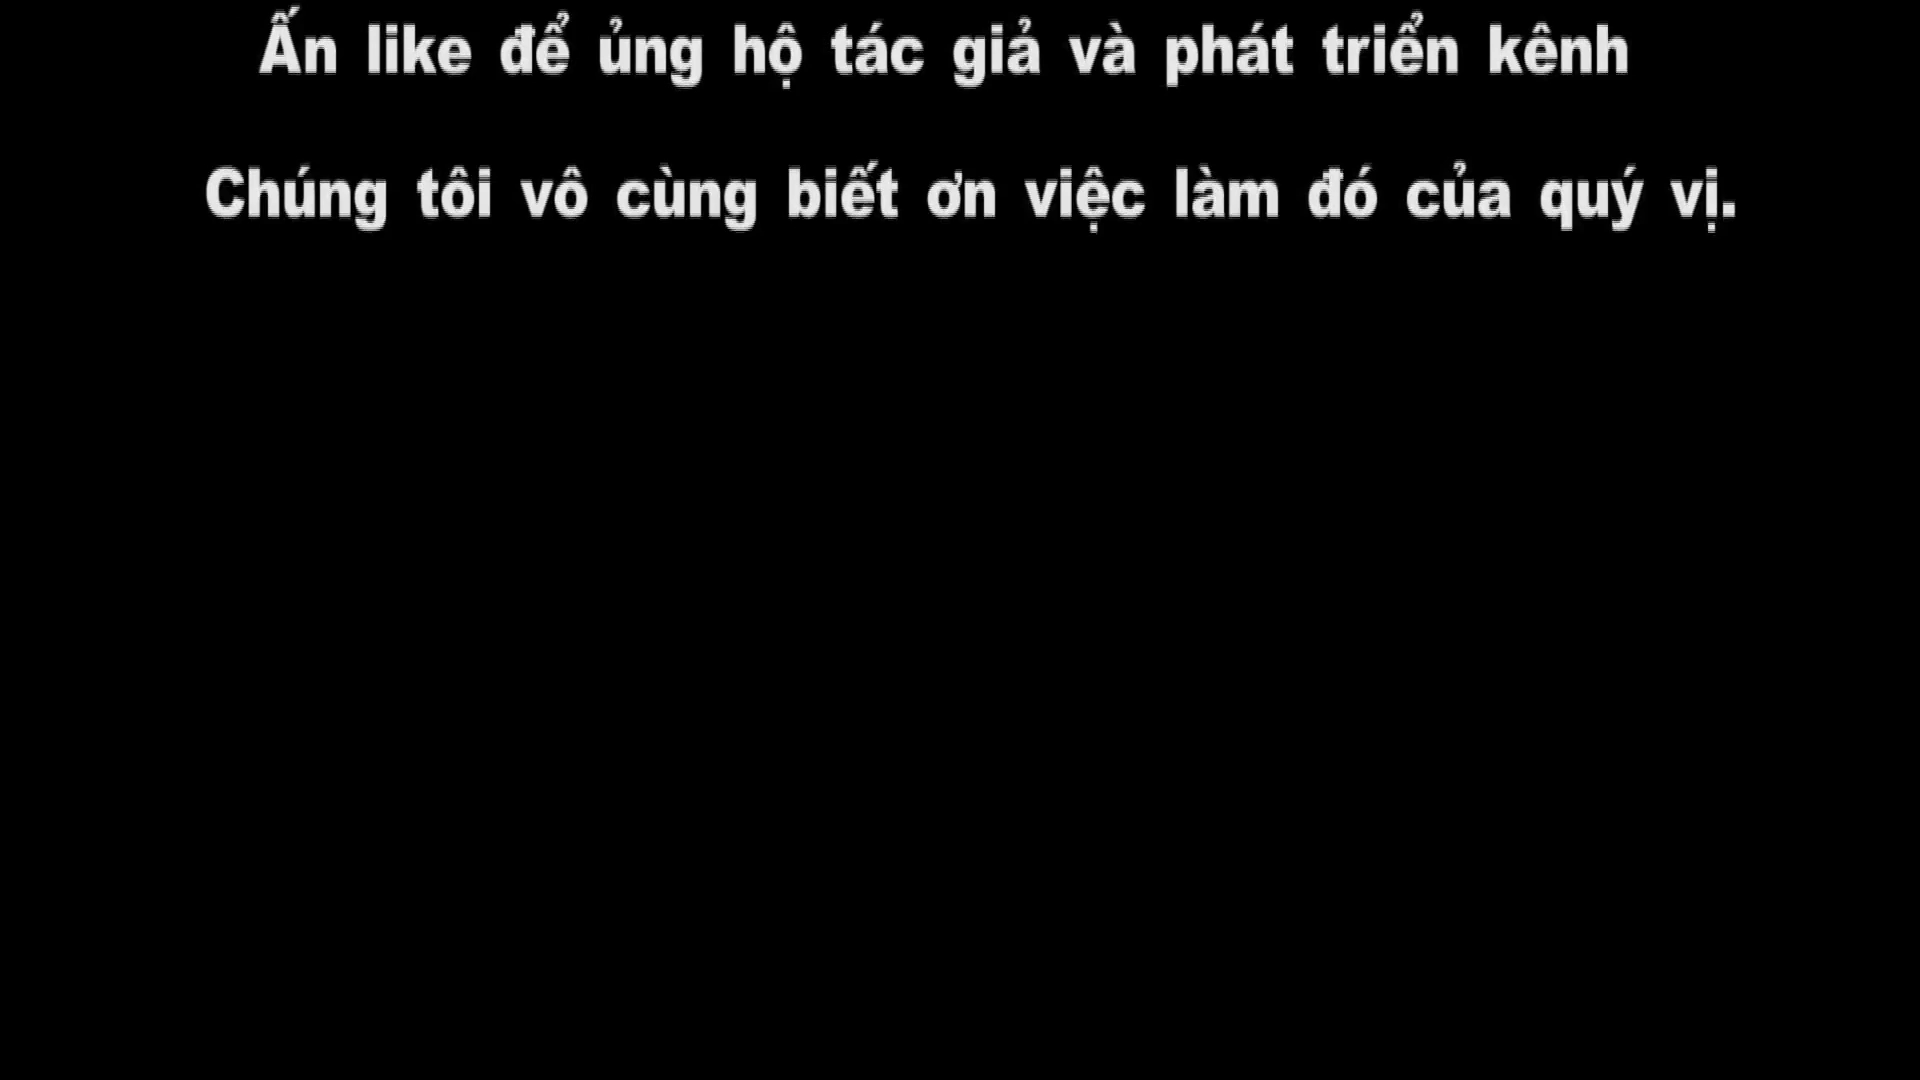 Ấn like để ủng hộ tác giả và phát triển kênh
Chúng tôi vô cùng biết ơn việc làm đó của quý vị.